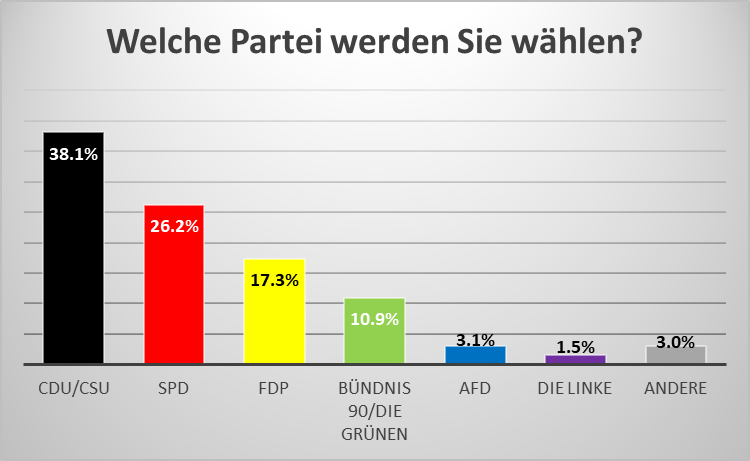 Welche Partei werden Sie wählen?
38.1%
26.2%
17.3%
10.9%
3.1%
1.5%
3.0%
CDU/CSU
SPD
FDP
BÜNDNIS
90/DIE
GRÜNEN
AFD
DIE LINKE
ANDERE